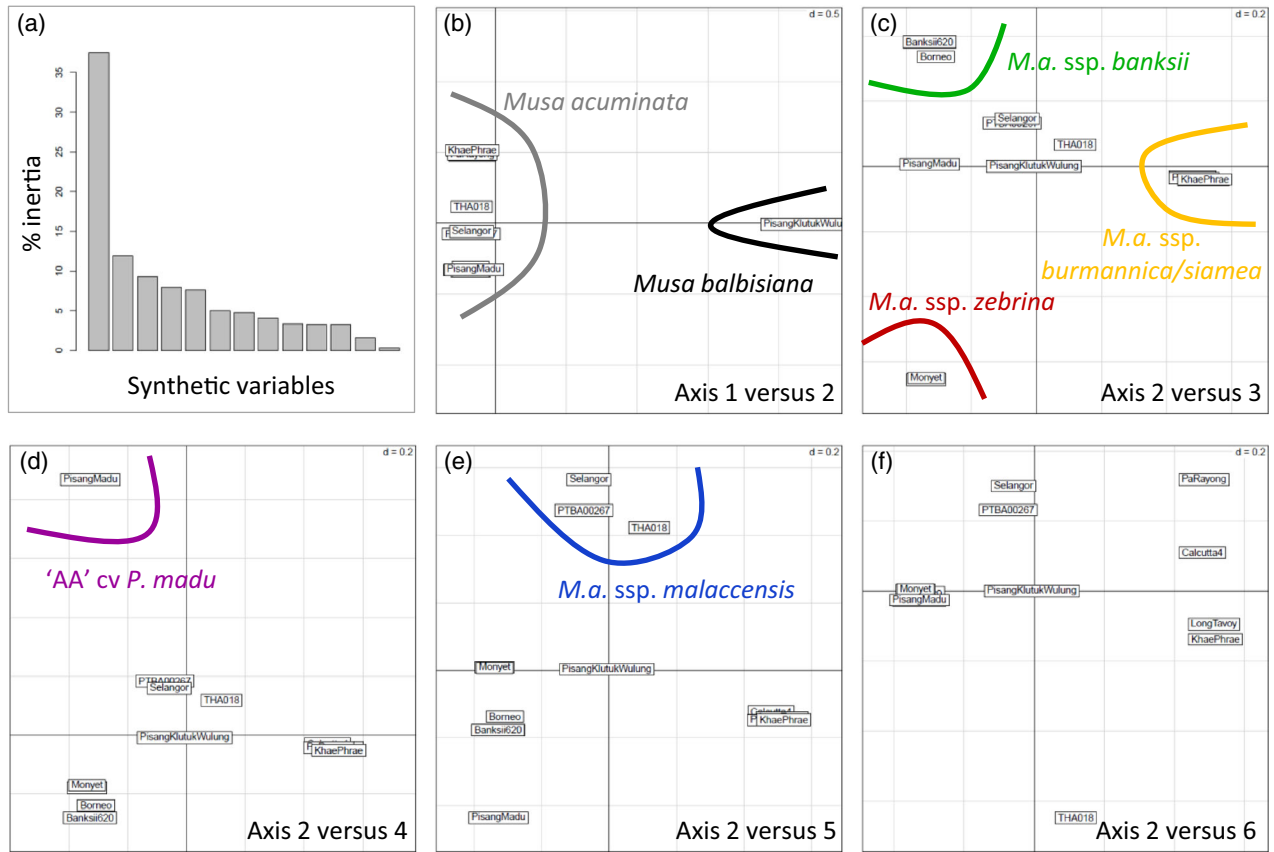 (a)
% inertia
35
30
25
20
15
10
5
0
Synthetic variables
(b)
d = 0.5
Musa acuminata
KhaePhrae
PaRayong
THA018
Selangor
PisangMadu
PisangKlutukWulu
Musa balbisiana
Axis 1 versus 2
(c)
d = 0.2
Banksii620
Borneo
M.a. ssp. banksii
Selangor
PTBA00267
THA018
PisangMadu
PisangKlutukWulung
KhaePhrae
M.a. ssp.
burmannica/siamea
M.a. ssp. zebrina
Monyet
Axis 2 versus 3
(d)
d = 0.2
PisangMadu
‘AA’ cv P. madu
PTBA00267
Selangor
THA018
PisangKlutukWulung
KhaePhrae
Monyet
Borneo
Banksii620
Axis 2 versus 4
(e)
d = 0.2
Selangor
PTBA00267
THA018
M.a. ssp. malaccensis
Monyet
PisangKlutukWulung
Borneo
Banksii620
Calcutta4
KhaePhrae
PisangMadu
Axis 2 versus 5
(f)
d = 0.2
Selangor
PaRayong
PTBA00267
Calcutta4
Monyet
PisangMadu
PisangKlutukWulung
LongTavoy
KhaePhrae
THA018
Axis 2 versus 6